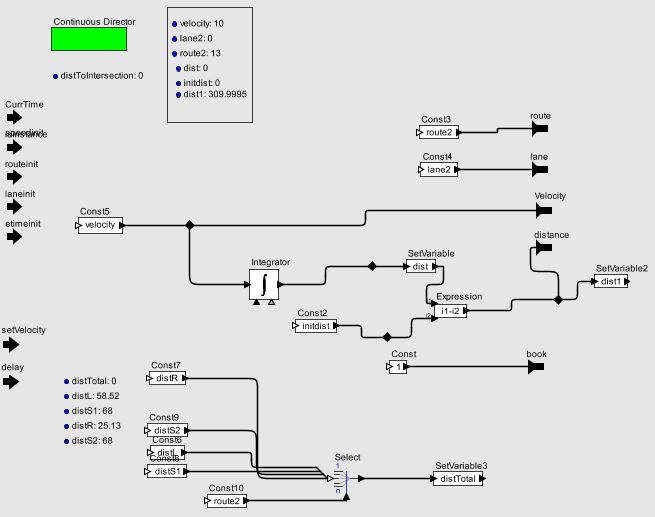 Continuous Director
distToIntersection: 0
velocity: 10
lane2: 0
route2: 13
dist: 0
initdist: 0
dist1: 309.9995
CurrTime
speedinit
routeinit
laneinit
etimeinit
setVelocity
delay
Const3
route2
route
Const4
lane2
lane
Const5
velocity
Velocity
distance
Integrator
∫
SetVariable
dist
SetVariable2
dist1
Expression
i1
i2
i1-i2
Const2
initdist
Const
1
book
distTotal: 0
distL: 58.52
distS1: 68
distR: 25.13
distS2: 68
Const7
distR
Const9
distS2
Const6
distL
Const8
distS1
Const10
route2
Select
1
n
SetVariable3
distTotal